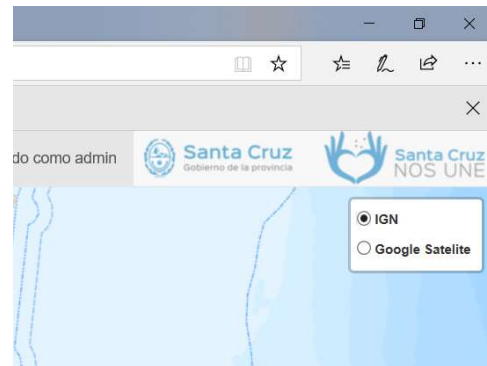 do como admin
Santa Cruz
Gobierno de la provincia
Santa Cruz
NOS UNE
IGN
Google Satelite